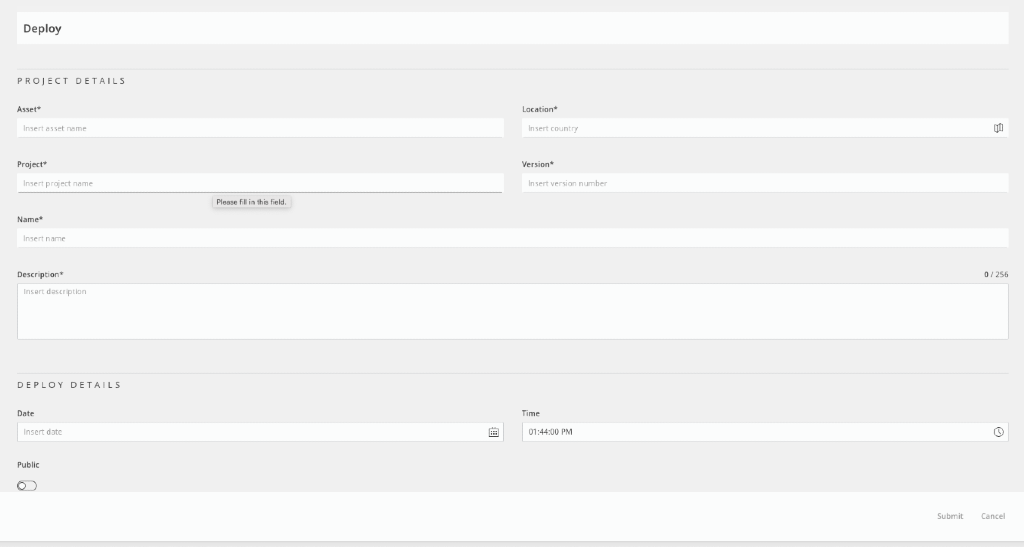 Deploy
PROJECT DETAILS
Asset*
Location*
Insert asset name
Insert country
Project*
Version*
Insert project name
Insert version number
Please fill in this field.
Name*
Insert name
Description*
0 / 256
Insert description
DEPLOY DETAILS
Date
Time
Insert date
01:44:00 PM
Public
Submit
Cancel